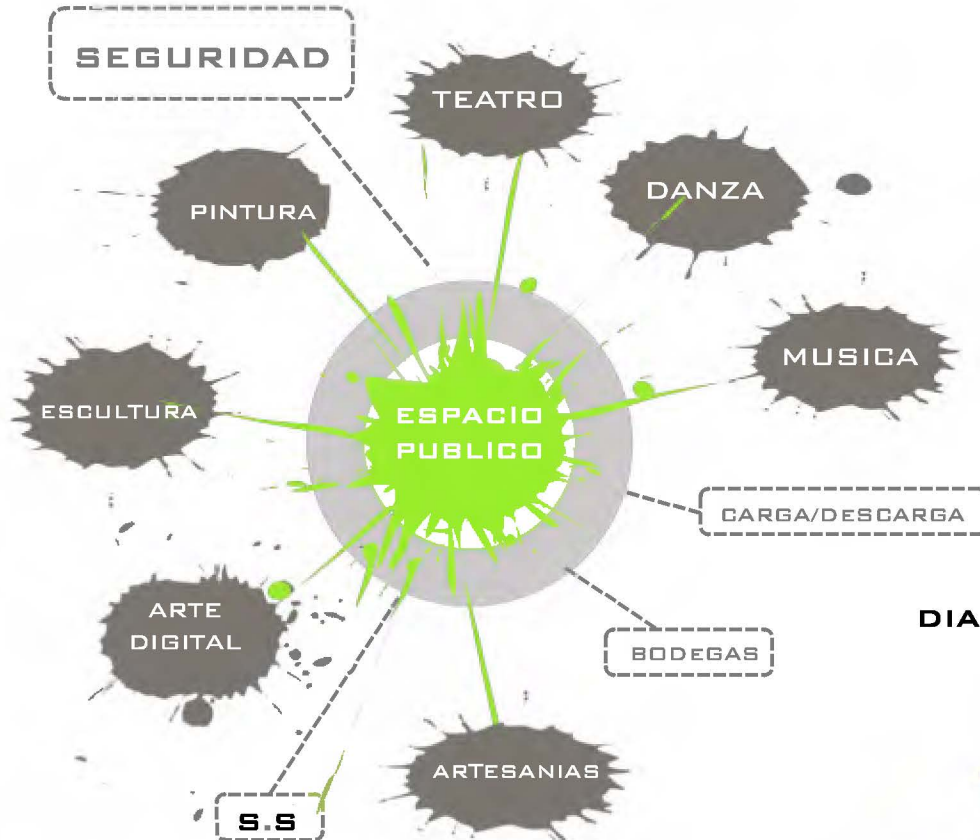 SEGURIDAD
TEATRO
DANZA
PINTURA
MUSICA
ESCULTURA
ESPACIO
PUBLICO
CARGA/DESCARGA
ARTE
DIGITAL
DIA
BODEGAS
ARTESANIAS
S.S